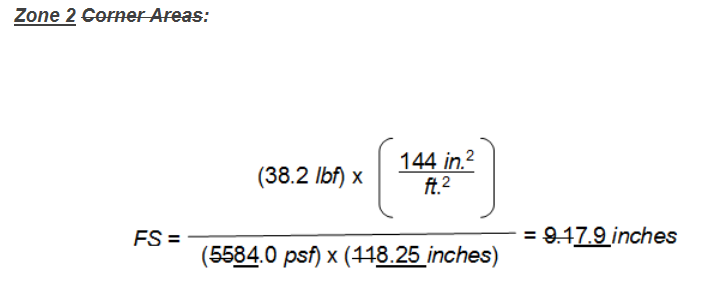 Zone 2 Corner Areas:
144 in.2
(38.2 lbf) x
ft.2
FS =
= 9.17.9 inches
(5584.0 psf) x (118.25 inches)